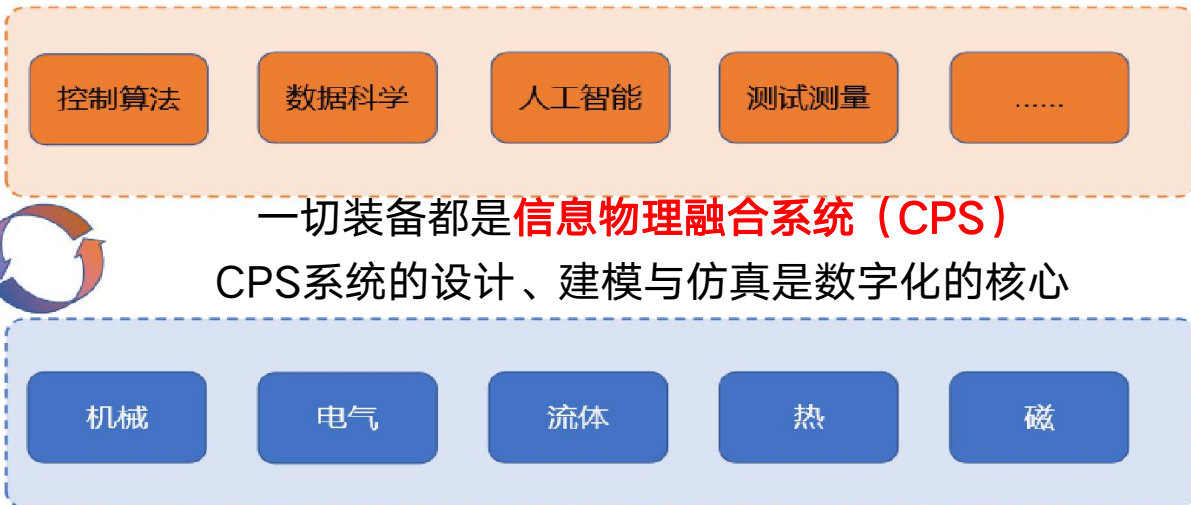 控制算法 数据科学 人工智能 测试测量 ......
一切装备都是信息物理融合系统（CPS）
CPS系统的设计、建模与仿真是数字化的核心
机械 电气 流体 热 磁